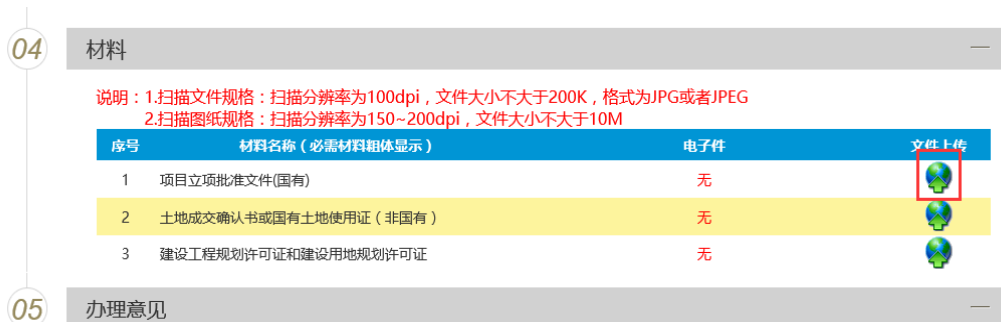 04 材料
说明：1.扫描文件规格：扫描分辨率为100dpi，文件大小不大于200K，格式为JPG或者JPEG
2.扫描图纸规格：扫描分辨率为150~200dpi，文件大小不大于10M
序号 材料名称（必需材料粗体显示） 电子件 文件上传
1 项目立项批准文件(国有) 无
2 土地成交确认书或国有土地使用证（非国有） 无
3 建设工程规划许可证和建设用地规划许可证 无
05 办理意见